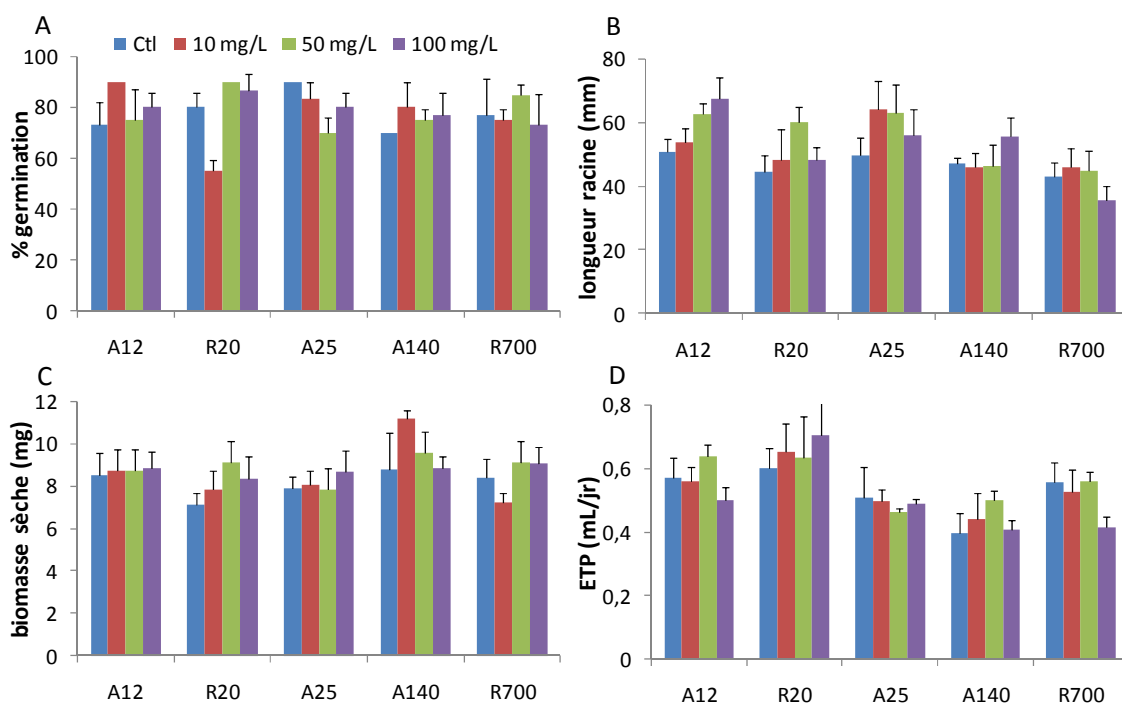 A
Ctl 10 mg/L 50 mg/L 100 mg/L
100
80
60
40
20
0
% germination
A12 R20 A25 A140 R700
B
80
60
40
20
0
longueur racine (mm)
A12 R20 A25 A140 R700
C
12
10
8
6
4
2
0
biomasse sèche (mg)
A12 R20 A25 A140 R700
D
0,8
0,6
0,4
0,2
0
ETP (mL/jr)
A12 R20 A25 A140 R700